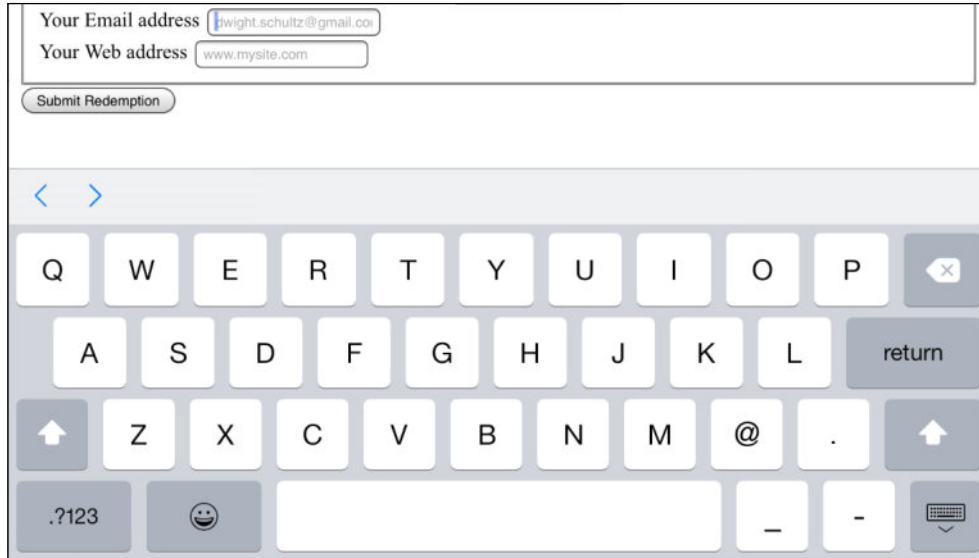 Your Email address dwight.schultz@gmail.co
Your Web address www.mysite.com
Submit Redemption
Q W E R T Y U I O P
A S D F G H J K L return
Z X C V B N M @ .
.?123 _ -